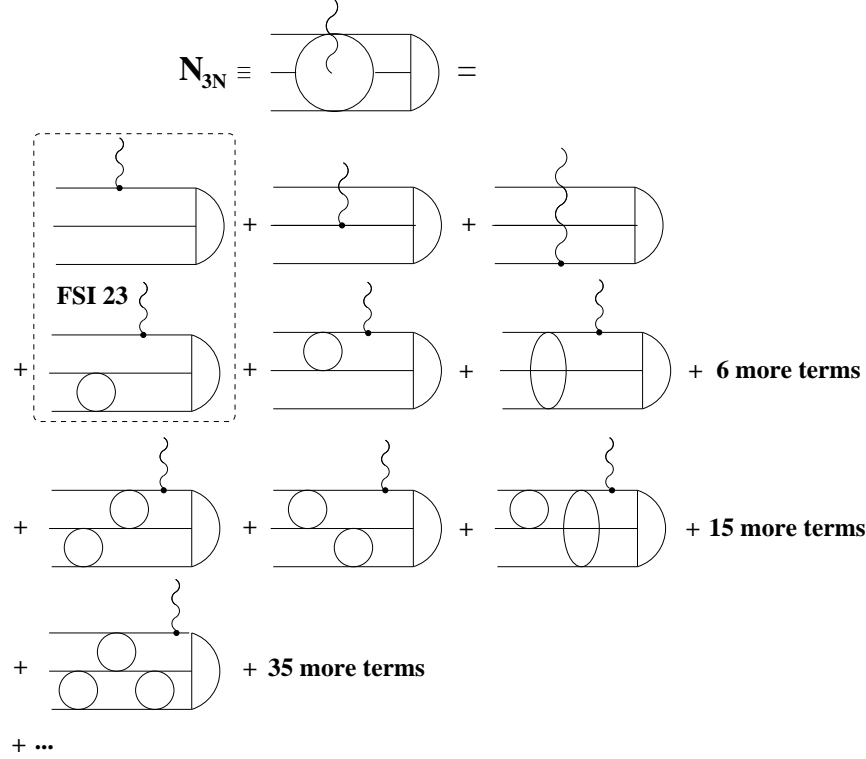 N3N ≡ =
+ +
FSI 23
+ + + + 6 more terms
+ + + + 15 more terms
+ + 35 more terms
+ ...